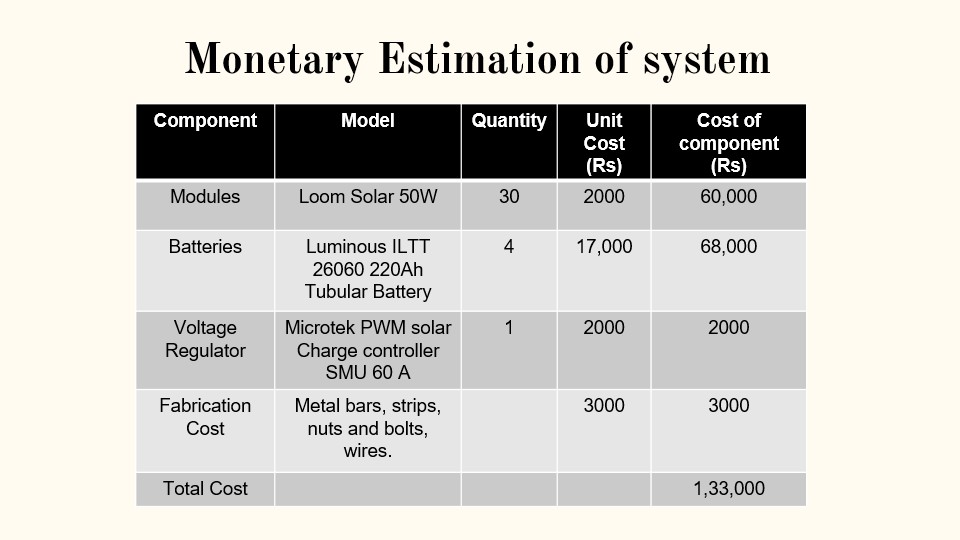 Monetary Estimation of system
Component Model Quantity Unit Cost (Rs) Cost of component (Rs)
Modules Loom Solar 50W 30 2000 60,000
Batteries Luminous ILTT 26060 220Ah Tubular Battery 4 17,000 68,000
Voltage Regulator Microtek PWM solar Charge controller SMU 60 A 1 2000 2000
Fabrication Cost Metal bars, strips, nuts and bolts, wires. 3000 3000
Total Cost 1,33,000